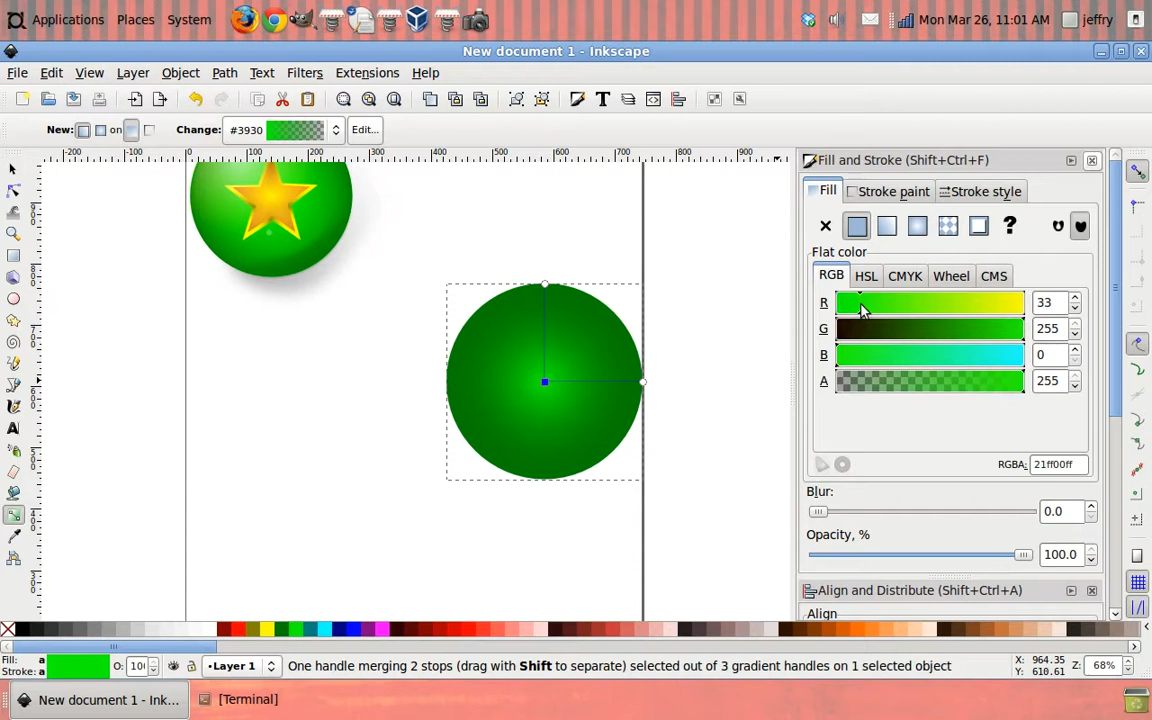 Applications Places System Mon Mar 26, 11:01 AM jeffry
New document 1 - Inkscape
File Edit View Layer Object Path Text Filters Extensions Help
New: on Change: #3930 Edit...
Fill and Stroke (Shift+Ctrl+F)
Fill Stroke paint Stroke style
Flat color
RGB HSL CMYK Wheel CMS
R 33
G 255
B 0
A 255
RGBA: 21ff00ff
Blur:
0.0
Opacity, %
100.0
Align and Distribute (Shift+Ctrl+A)
Align
-200 -100 0 100 200 300 400 500 600 700 800 900
Fill: a O: Layer 1 One handle merging 2 stops (drag with Shift to separate) selected out of 3 gradient handles on 1 selected object X: 964.35 Z: 68%
Stroke: a Y: 610.61
New document 1 - Ink... [Terminal]